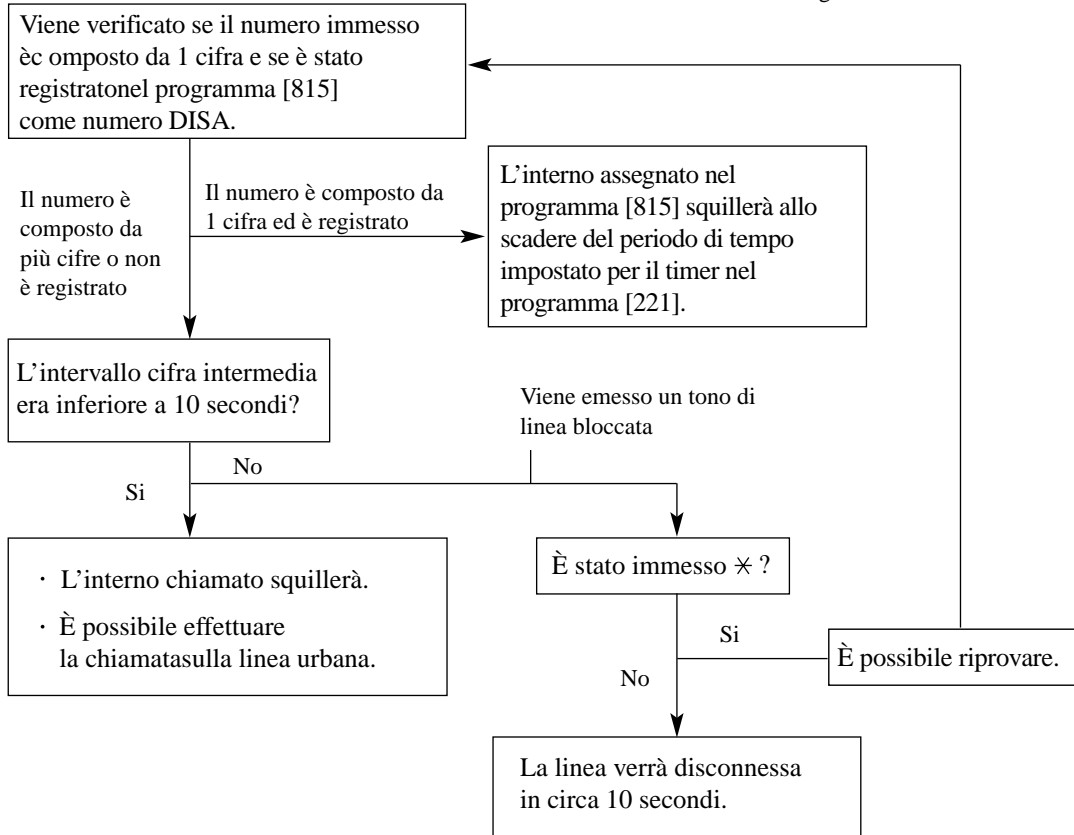 Viene verificato se il numero immesso
èc omposto da 1 cifra e se è stato
registratonel programma [815]
come numero DISA.
Il numero è
composto da
più cifre o non
è registrato
Il numero è composto da
1 cifra ed è registrato
L'interno assegnato nel
programma [815] squillerà allo
scadere del periodo di tempo
impostato per il timer nel
programma [221].
L'intervallo cifra intermedia
era inferiore a 10 secondi?
Viene emesso un tono di
linea bloccata
No
Si
· L'interno chiamato squillerà.
· È possibile effettuare
la chiamatasulla linea urbana.
È stato immesso ✳ ?
Si
È possibile riprovare.
No
La linea verrà disconnessa
in circa 10 secondi.